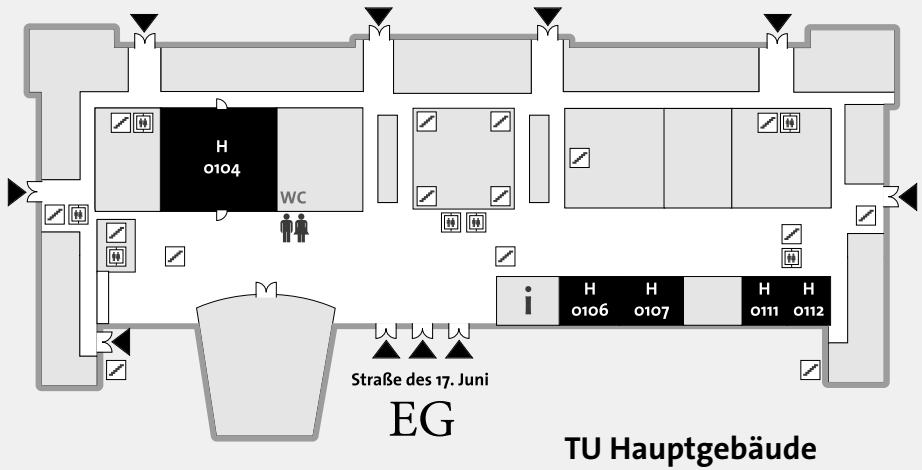 H
0104
WC
i
H
0106
H
0107
H
0111
H
0112
Straße des 17. Juni
EG
TU Hauptgebäude